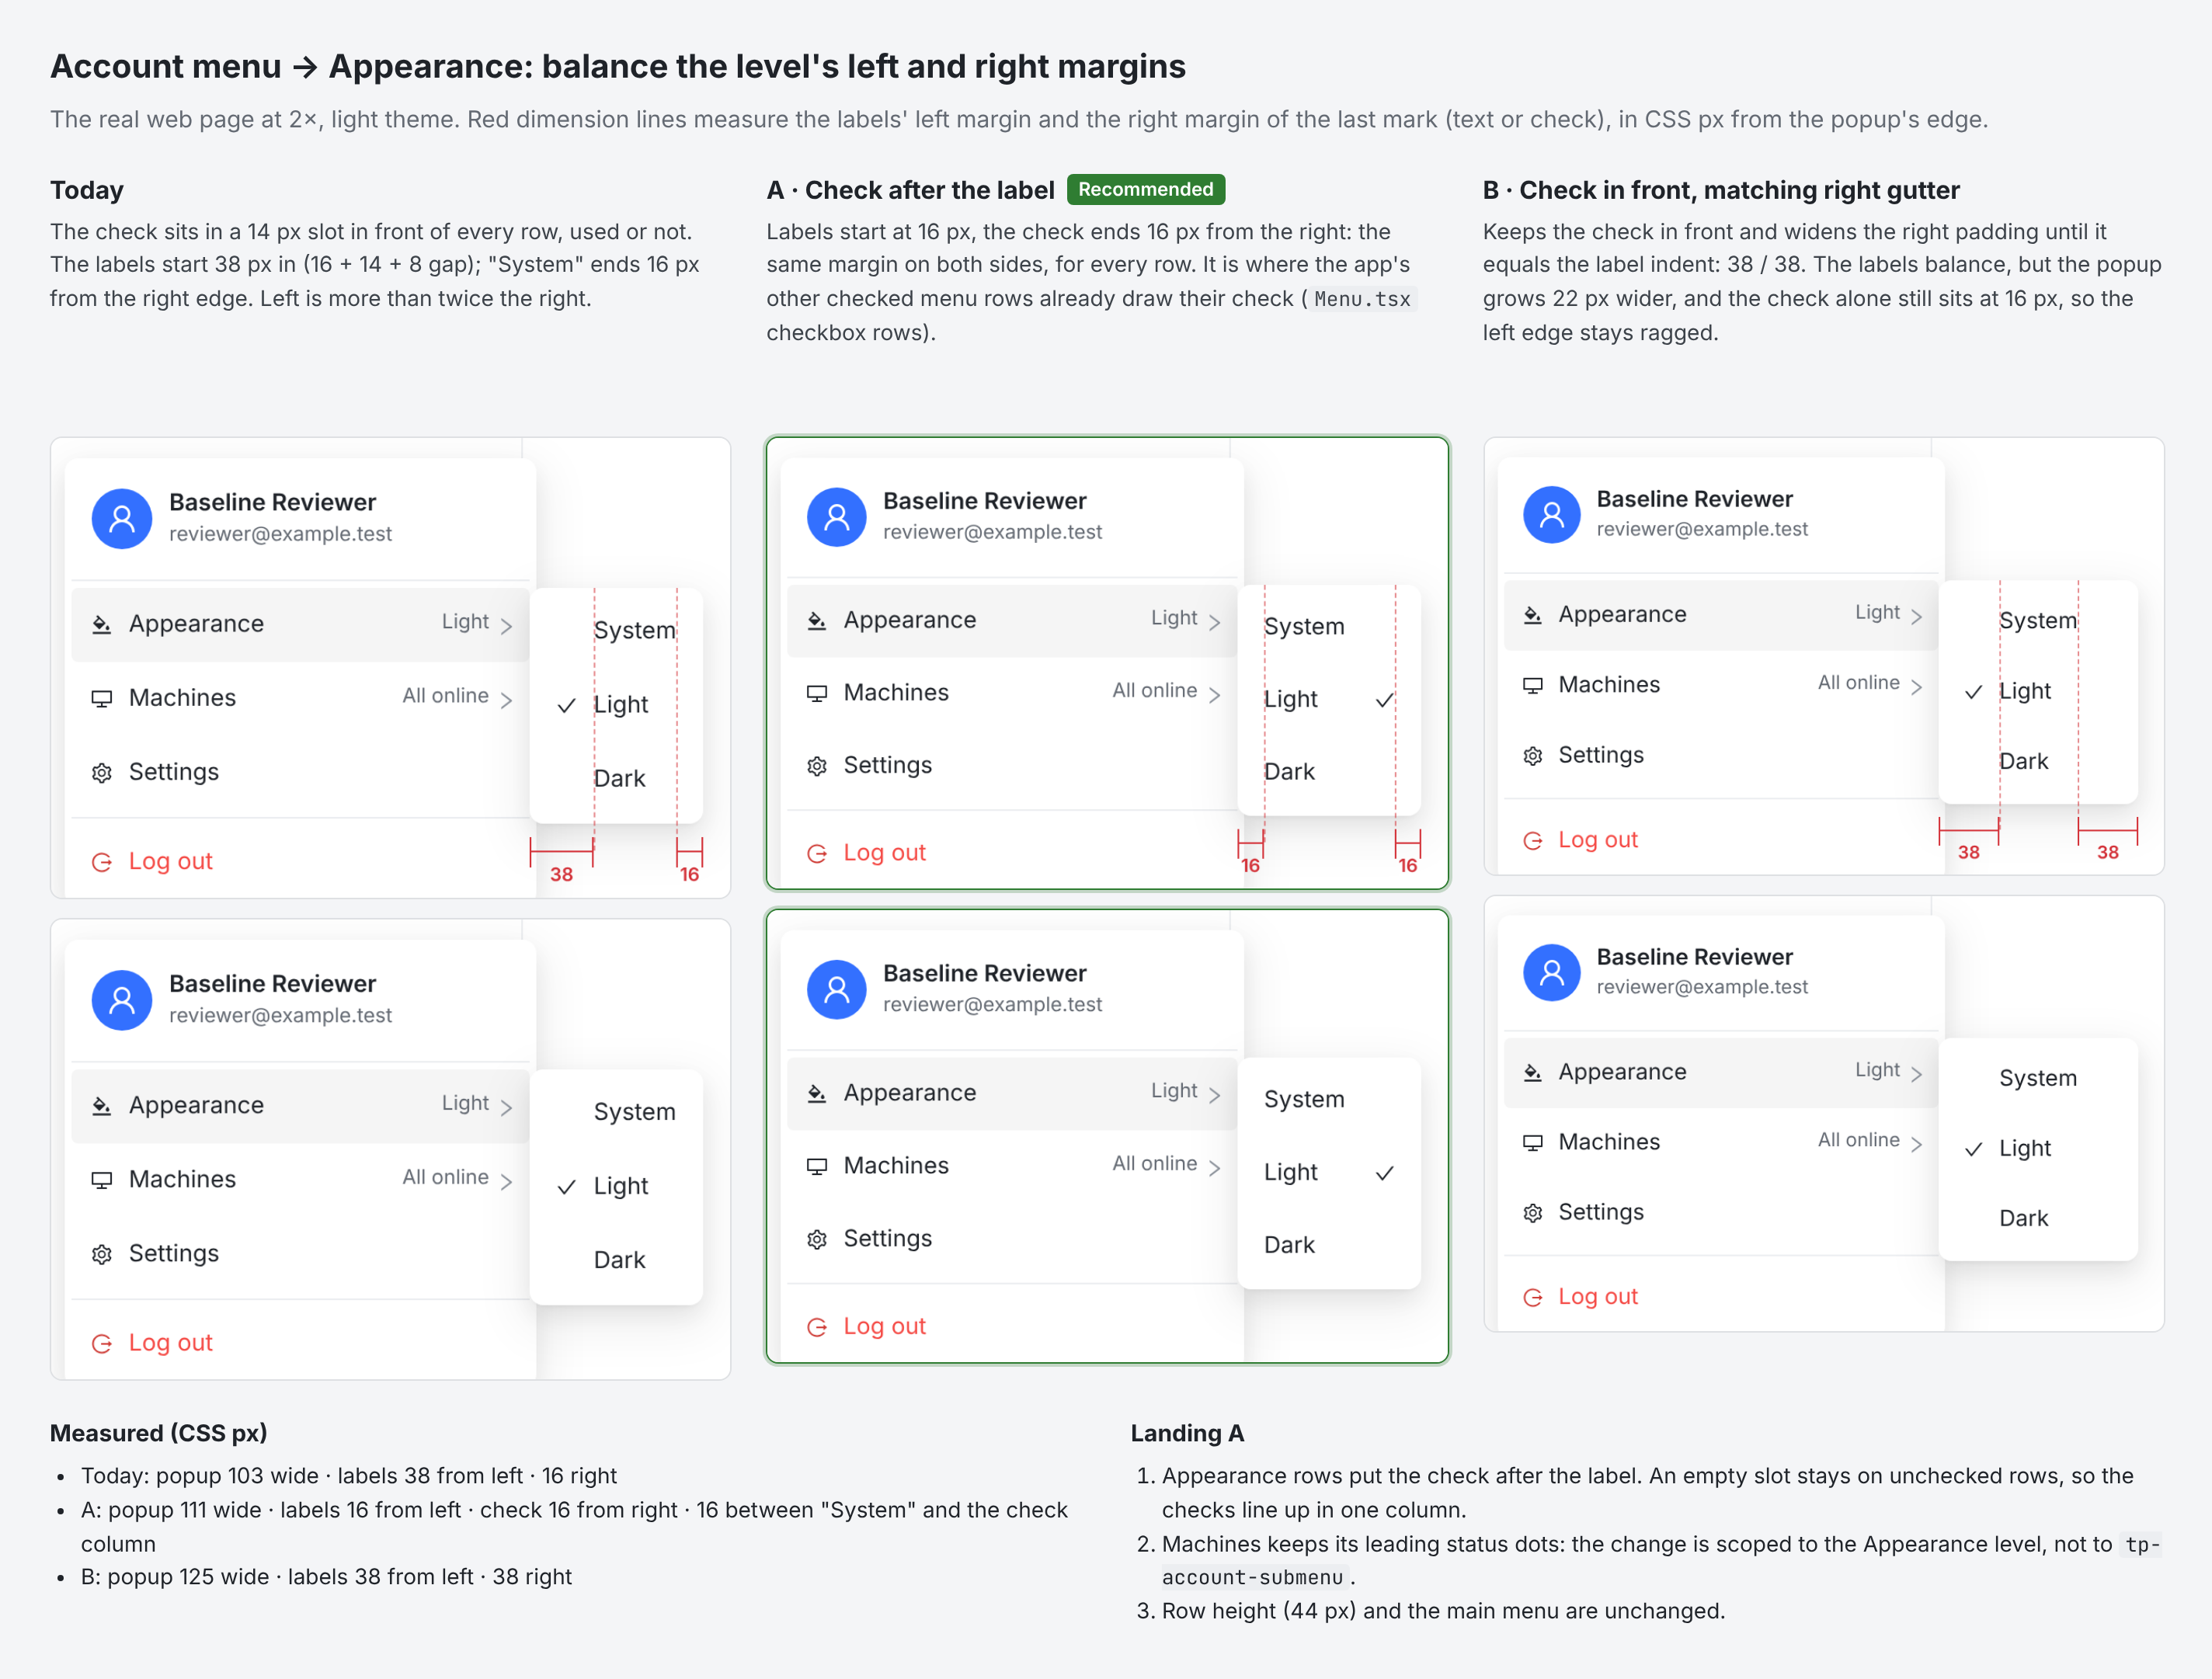 Account menu → Appearance: balance the level's left and right margins
The real web page at 2×, light theme. Red dimension lines measure the labels' left margin and the right margin of the last mark (text or check), in CSS px from the popup's edge.
Today
The check sits in a 14 px slot in front of every row, used or not.
The labels start 38 px in (16 + 14 + 8 gap); "System" ends 16 px
from the right edge. Left is more than twice the right.
A · Check after the label Recommended
Labels start at 16 px, the check ends 16 px from the right: the
same margin on both sides, for every row. It is where the app's
other checked menu rows already draw their check ( Menu.tsx
checkbox rows).
B · Check in front, matching right gutter
Keeps the check in front and widens the right padding until it
equals the label indent: 38 / 38. The labels balance, but the popup
grows 22 px wider, and the check alone still sits at 16 px, so the
left edge stays ragged.
Baseline Reviewer
reviewer@example.test
Appearance Light
Machines All online
Settings
Log out
System
✓ Light
Dark
38 16
Baseline Reviewer
reviewer@example.test
Appearance Light
Machines All online
Settings
Log out
System
Light ✓
Dark
16 16
Baseline Reviewer
reviewer@example.test
Appearance Light
Machines All online
Settings
Log out
System
✓ Light
Dark
38 38
Baseline Reviewer
reviewer@example.test
Appearance Light
Machines All online
Settings
Log out
System
✓ Light
Dark
Baseline Reviewer
reviewer@example.test
Appearance Light
Machines All online
Settings
Log out
System
Light ✓
Dark
Baseline Reviewer
reviewer@example.test
Appearance Light
Machines All online
Settings
Log out
System
✓ Light
Dark
Measured (CSS px)
• Today: popup 103 wide · labels 38 from left · 16 right
• A: popup 111 wide · labels 16 from left · check 16 from right · 16 between "System" and the check
column
• B: popup 125 wide · labels 38 from left · 38 right
Landing A
1. Appearance rows put the check after the label. An empty slot stays on unchecked rows, so the
checks line up in one column.
2. Machines keeps its leading status dots: the change is scoped to the Appearance level, not to tp-
account-submenu .
3. Row height (44 px) and the main menu are unchanged.